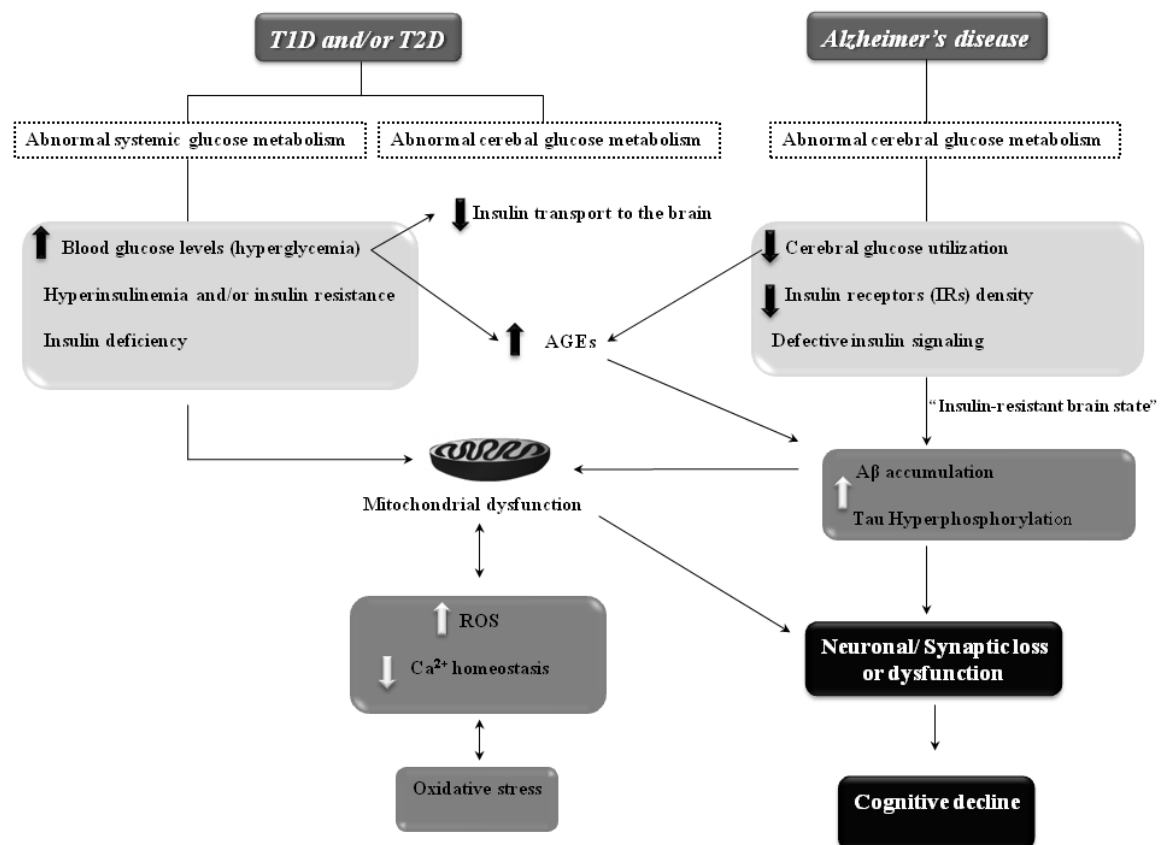 T1D and/or T2D
Alzheimer’s disease
Abnormal systemic glucose metabolism
Abnormal cerebal glucose metabolism
Abnormal cerebral glucose metabolism
Insulin transport to the brain
Blood glucose levels (hyperglycemia)
Hyperinsulinemia and/or insulin resistance
Insulin deficiency
Cerebral glucose utilization
Insulin receptors (IRs) density
Defective insulin signaling
AGEs
“Insulin-resistant brain state”
Mitochondrial dysfunction
Aβ accumulation
Tau Hyperphosphorylation
ROS
Ca²⁺ homeostasis
Neuronal/ Synaptic loss
or dysfunction
Oxidative stress
Cognitive decline